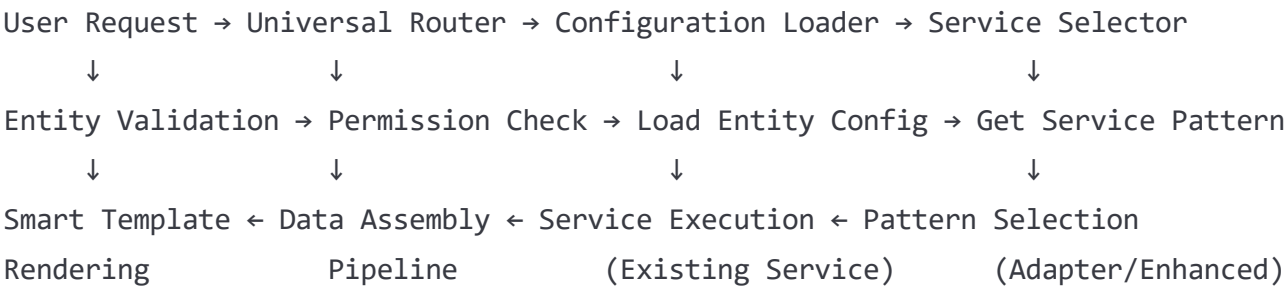 User Request → Universal Router → Configuration Loader → Service Selector
↓ ↓ ↓ ↓
Entity Validation → Permission Check → Load Entity Config → Get Service Pattern
↓ ↓ ↓ ↓
Smart Template ← Data Assembly ← Service Execution ← Pattern Selection
Rendering Pipeline (Existing Service) (Adapter/Enhanced)